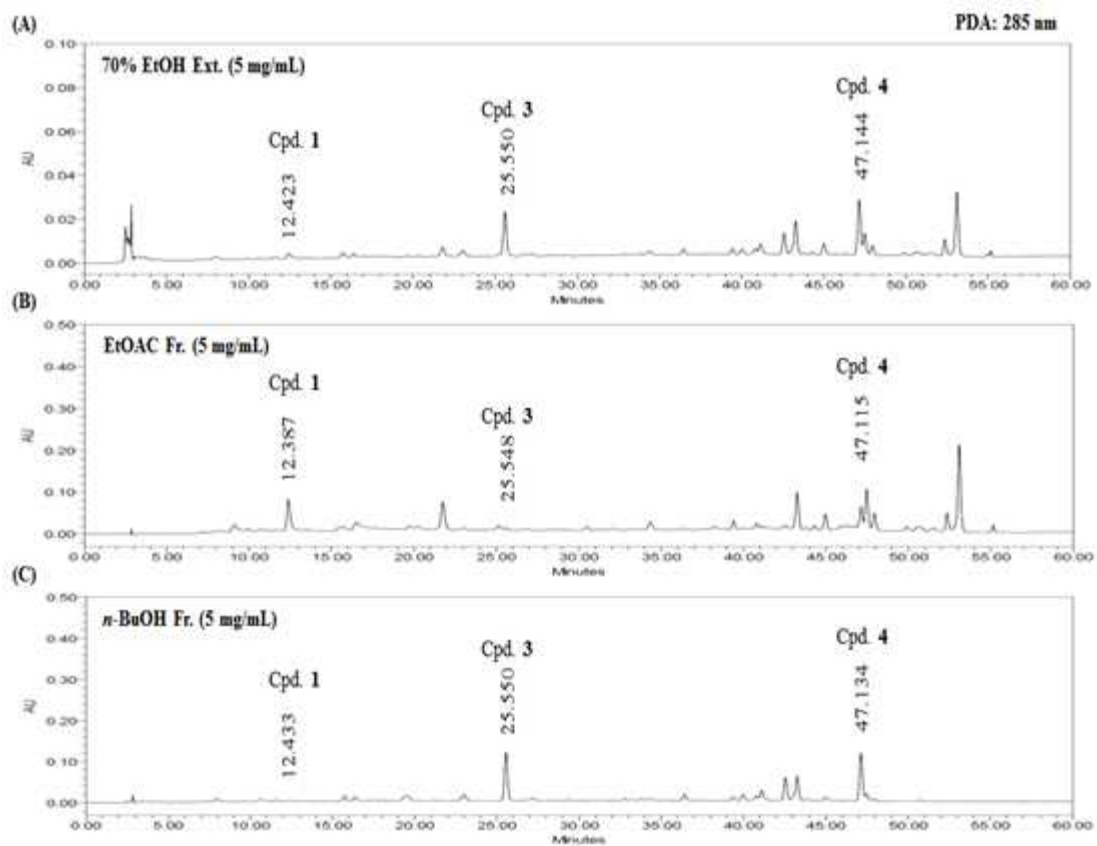 (A)
PDA: 285 nm
0.10
0.08
0.06
0.04
0.02
0.00
AU
70% EtOH Ext. (5 mg/mL)
Cpd. 1
12.423
Cpd. 3
25.550
Cpd. 4
47.144
0.00 5.00 10.00 15.00 20.00 25.00 30.00 35.00 40.00 45.00 50.00 55.00 60.00
Minutes
(B)
0.50
0.40
0.30
0.20
0.10
0.00
AU
EtOAC Fr. (5 mg/mL)
Cpd. 1
12.387
Cpd. 3
25.548
Cpd. 4
47.115
0.00 5.00 10.00 15.00 20.00 25.00 30.00 35.00 40.00 45.00 50.00 55.00 60.00
Minutes
(C)
0.50
0.40
0.30
0.20
0.10
0.00
AU
n-BuOH Fr. (5 mg/mL)
Cpd. 1
12.433
Cpd. 3
25.550
Cpd. 4
47.134
0.00 5.00 10.00 15.00 20.00 25.00 30.00 35.00 40.00 45.00 50.00 55.00 60.00
Minutes